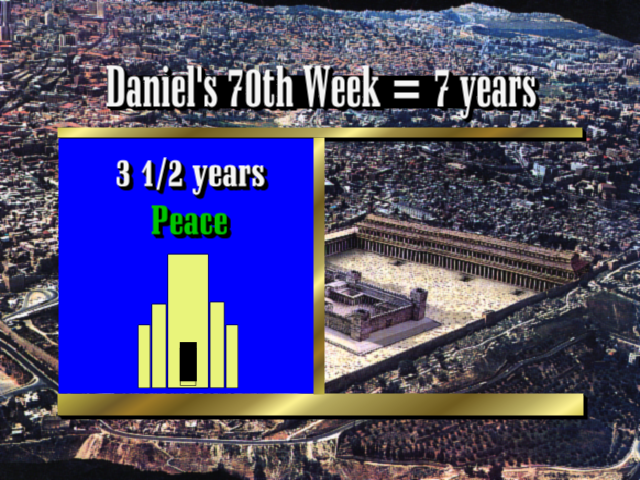 Daniel's 70th Week = 7 years
3 1/2 years
Peace